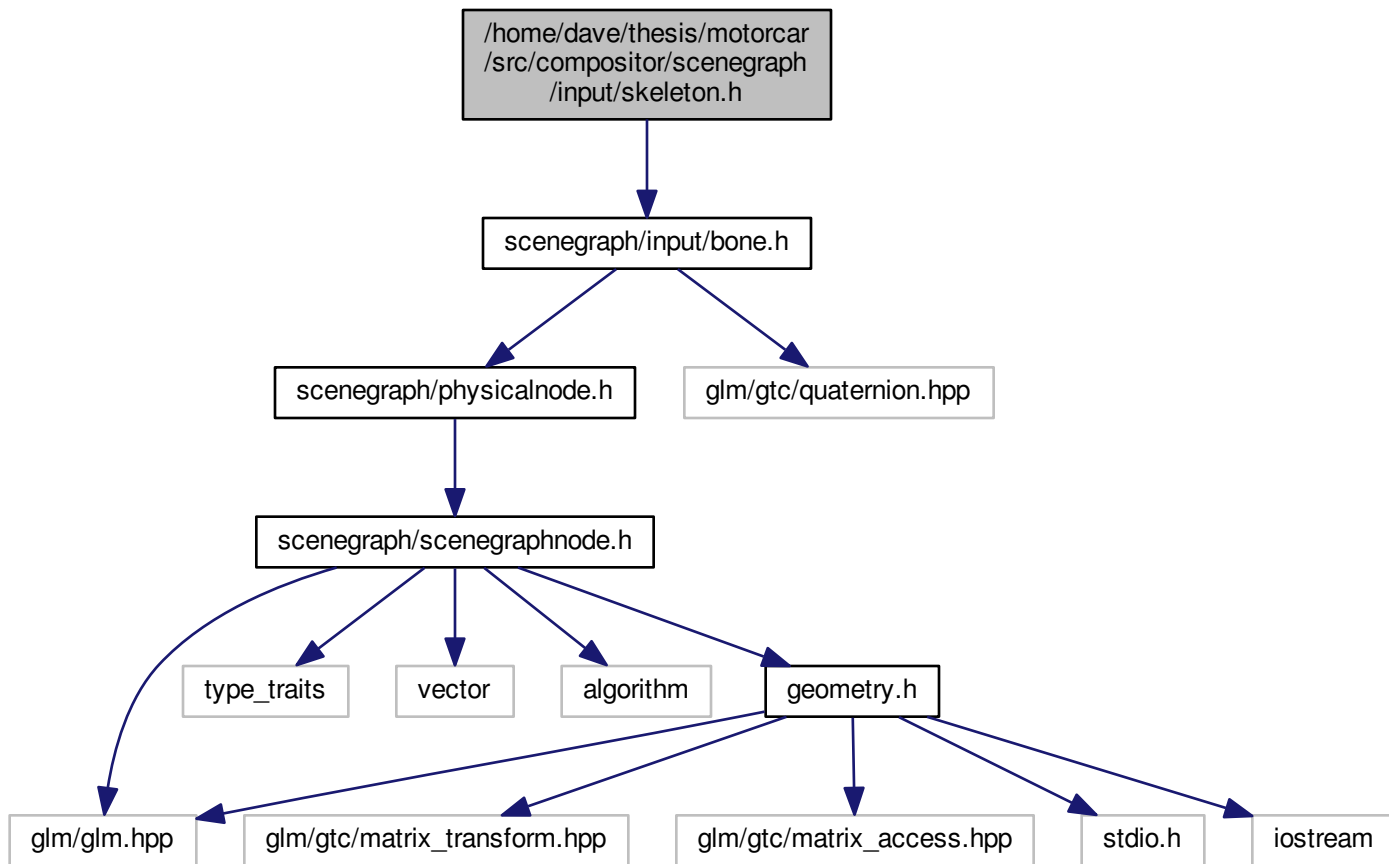 /home/dave/thesis/motorcar
/src/compositor/scenegraph
/input/skeleton.h
scenegraph/input/bone.h
scenegraph/physicalnode.h
glm/gtc/quaternion.hpp
scenegraph/scenegraphnode.h
type_traits
vector
algorithm
geometry.h
glm/glm.hpp
glm/gtc/matrix_transform.hpp
glm/gtc/matrix_access.hpp
stdio.h
iostream